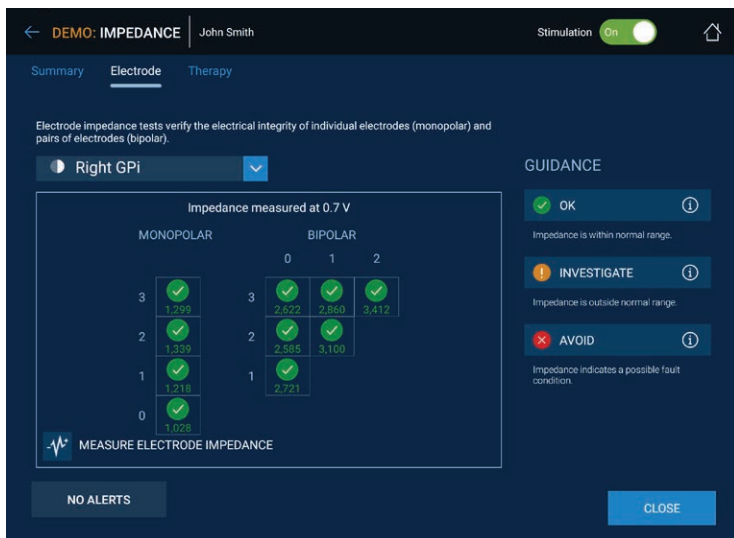 DEMO: IMPEDANCE John Smith Stimulation On
Summary Electrode Therapy
Electrode impedance tests verify the electrical integrity of individual electrodes (monopolar) and
pairs of electrodes (bipolar).
Right GPi
Impedance measured at 0.7 V
MONOPOLAR BIPOLAR
0 1 2
3 1,299 3 2,622 2,860 3,412
2 1,339 2 2,585 3,100
1 1,218 1 2,721
0 1,028
MEASURE ELECTRODE IMPEDANCE
NO ALERTS
GUIDANCE
OK
Impedance is within normal range.
INVESTIGATE
Impedance is outside normal range.
AVOID
Impedance indicates a possible fault
condition.
CLOSE